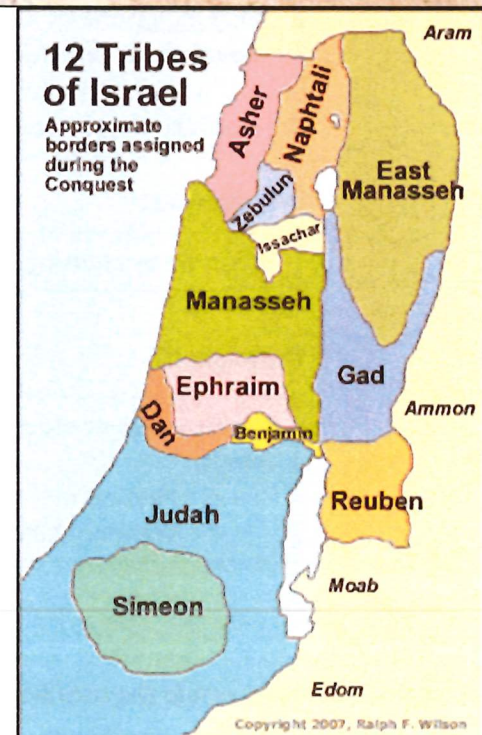 12 Tribes
of Israel
Approximate
borders assigned
during the
Conquest
Aram
Asher
Naphtali
East
Manasseh
Zebulun
Issachar
Manasseh
Ephraim
Gad
Dan
Benjamin
Ammon
Judah
Reuben
Simeon
Moab
Edom
Copyright 2007, Ralph F. Wilson